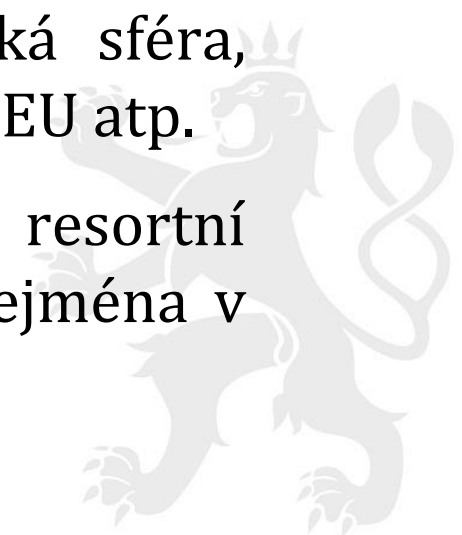 ká sféra,
EU atp.
resortní
ejména v